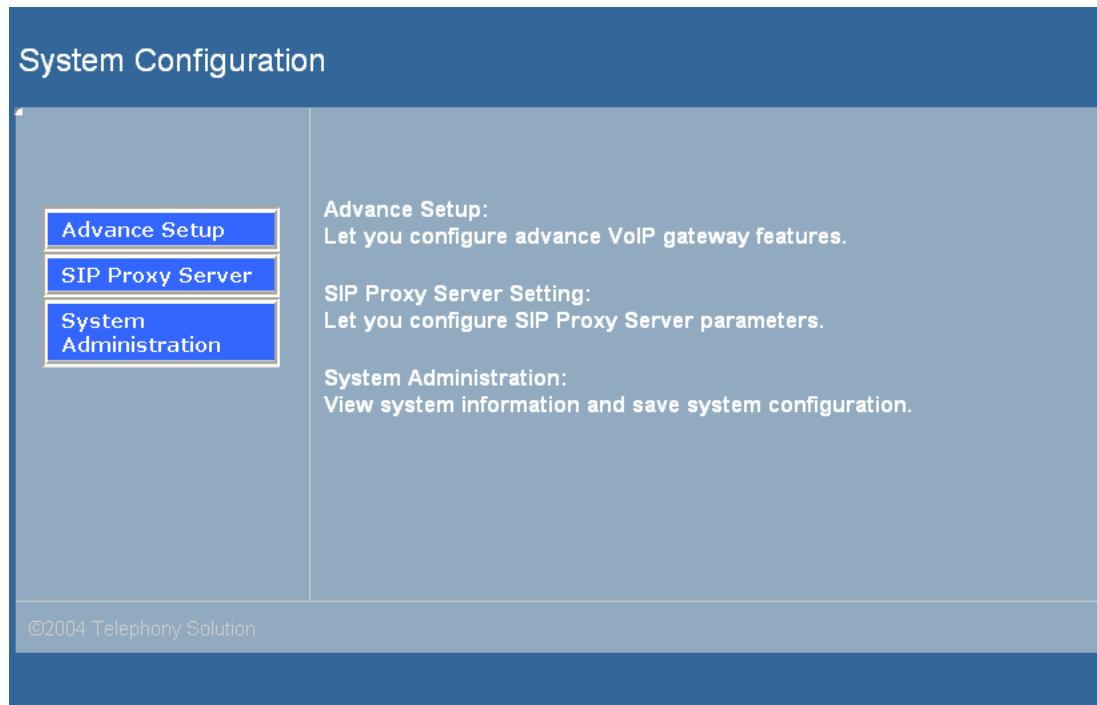 System Configuration
Advance Setup
SIP Proxy Server
System
Administration
Advance Setup:
Let you configure advance VoIP gateway features.
SIP Proxy Server Setting:
Let you configure SIP Proxy Server parameters.
System Administration:
View system information and save system configuration.
©2004 Telephony Solution